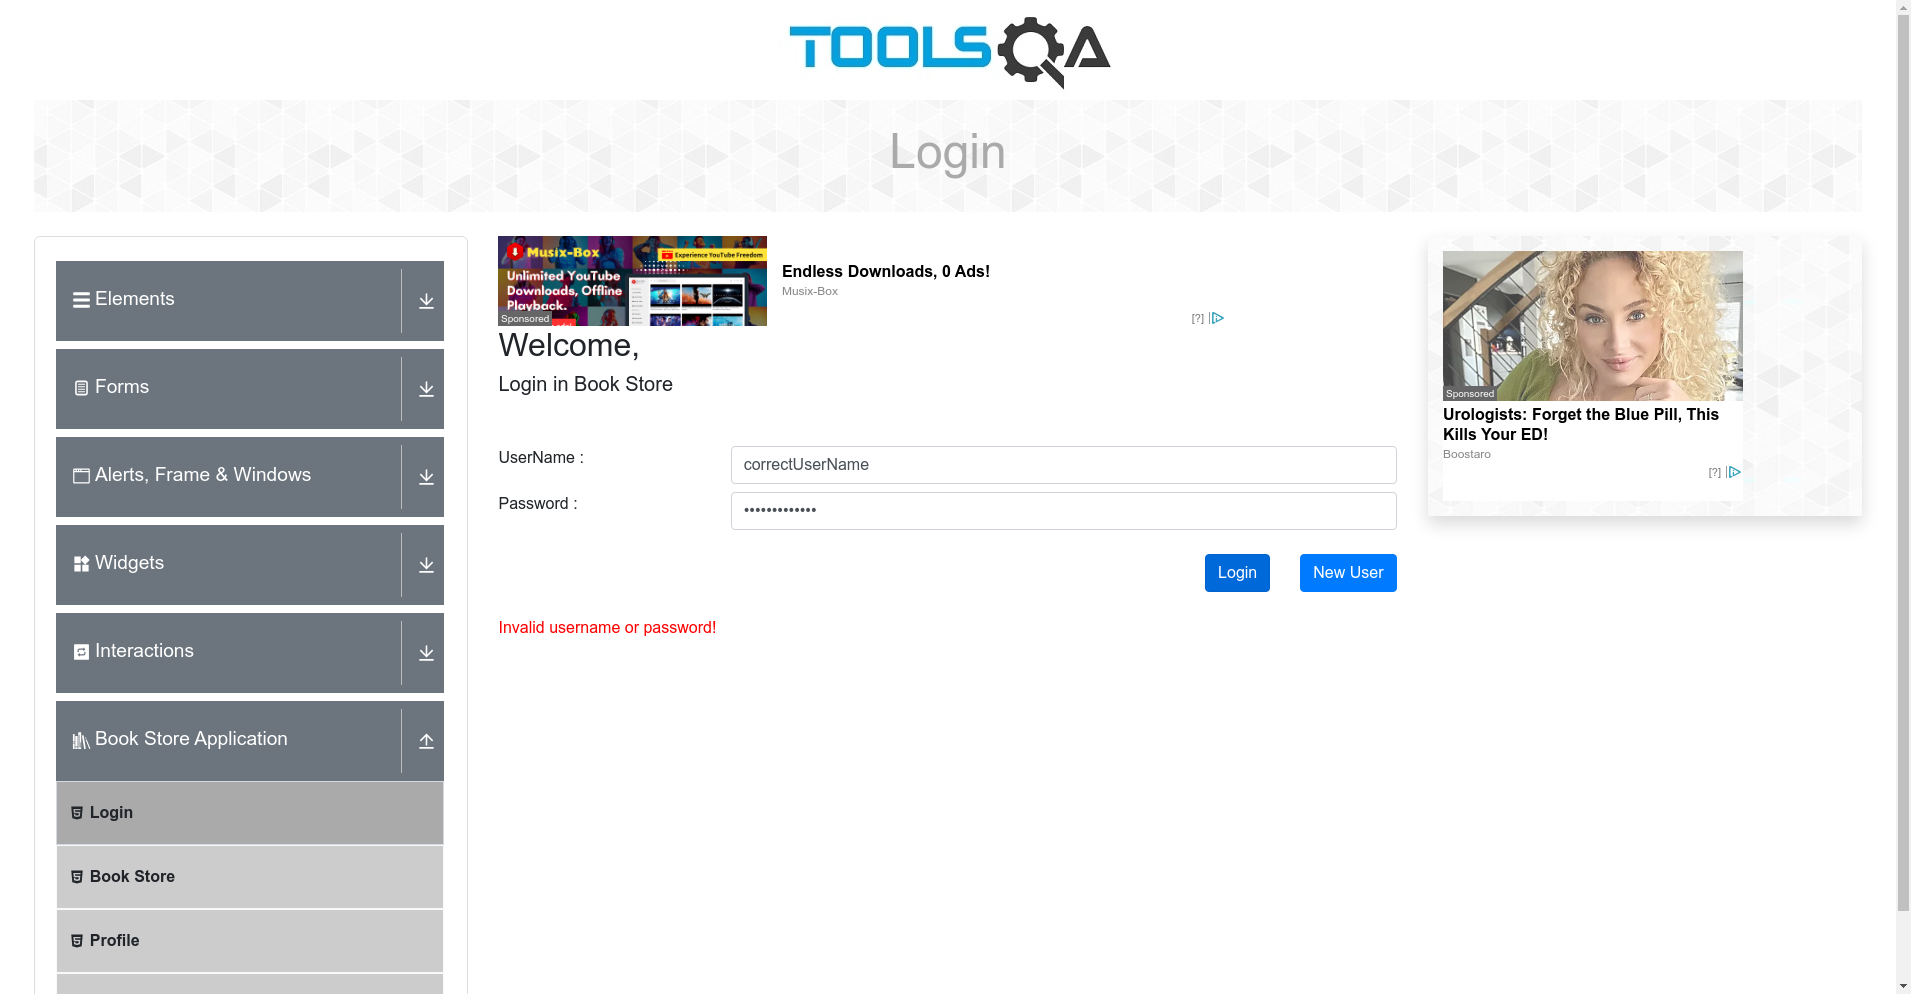 TOOLSQA
Login
Elements
Forms
Alerts, Frame & Windows
Widgets
Interactions
Book Store Application
Login
Book Store
Profile
Musix-Box
Experience YouTube Freedom
Unlimited YouTube
Downloads, Offline
Playback.
Sponsored
Endless Downloads, 0 Ads!
Musix-Box
[?]
Welcome,
Login in Book Store
UserName :
correctUserName
Password :
•••••••••••••
Login
New User
Invalid username or password!
Sponsored
Urologists: Forget the Blue Pill, This
Kills Your ED!
Boostaro
[?]